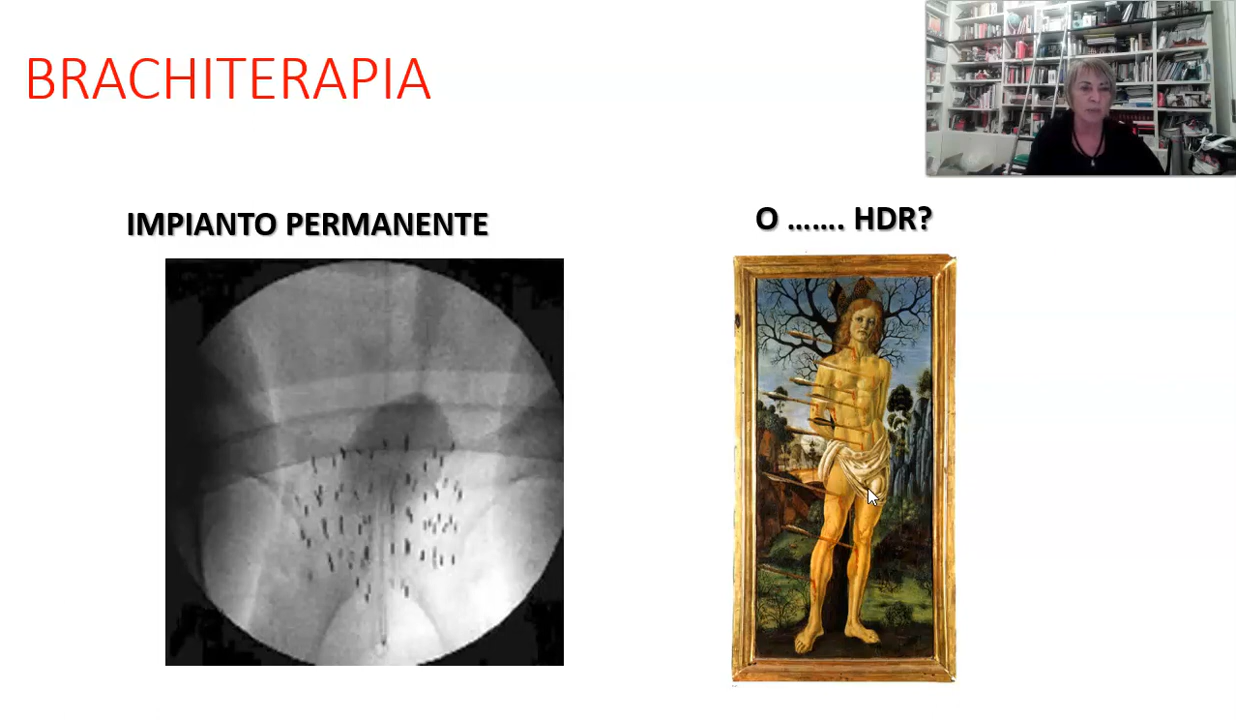 BRACHITERAPIA
IMPIANTO PERMANENTE
O ……. HDR?